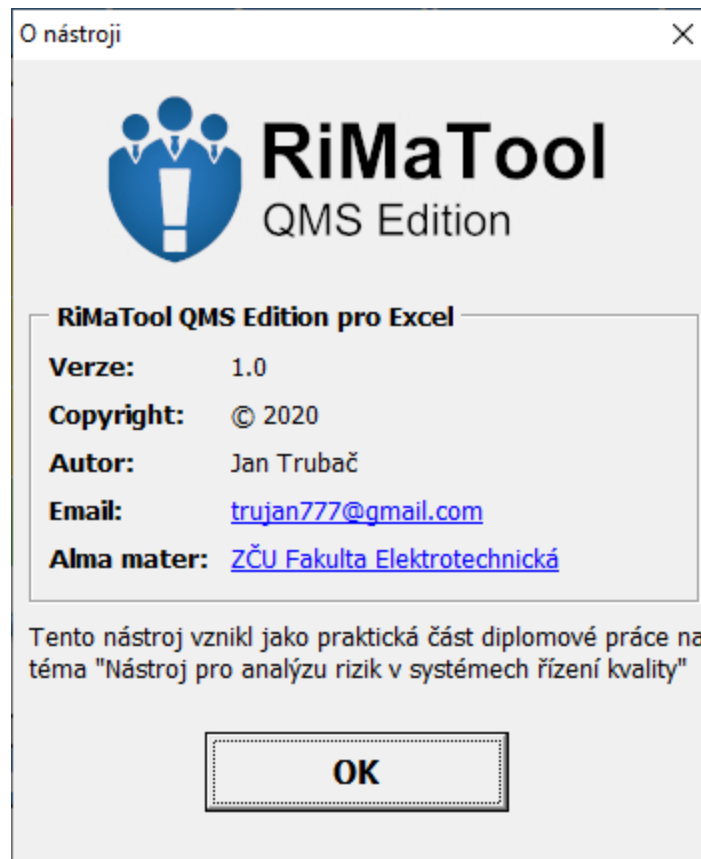 O nástroji
RiMaTool
QMS Edition
RiMaTool QMS Edition pro Excel
Verze: 1.0
Copyright: © 2020
Autor: Jan Trubač
Email: trujan777@gmail.com
Alma mater: ZČU Fakulta Elektrotechnická
Tento nástroj vznikl jako praktická část diplomové práce na
téma "Nástroj pro analýzu rizik v systémech řízení kvality"
OK